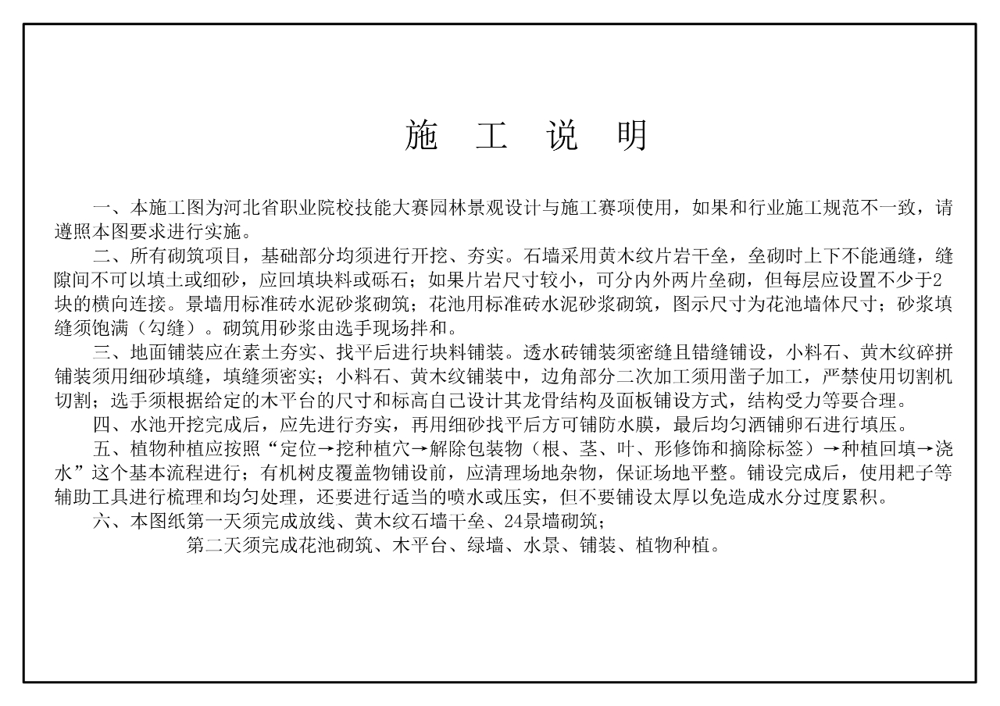 施 工 说 明
一、本施工图为河北省职业院校技能大赛园林景观设计与施工赛项使用，如果和行业施工规范不一致，请
遵照本图要求进行实施。
二、所有砌筑项目，基础部分均须进行开挖、夯实。石墙采用黄木纹片岩干垒，垒砌时上下不能通缝，缝
隙间不可以填土或细砂，应回填块料或砾石；如果片岩尺寸较小，可分内外两片垒砌，但每层应设置不少于2
块的横向连接。景墙用标准砖水泥砂浆砌筑；花池用标准砖水泥砂浆砌筑，图示尺寸为花池墙体尺寸；砂浆填
缝须饱满（勾缝）。砌筑用砂浆由选手现场拌和。
三、地面铺装应在素土夯实、找平后进行块料铺装。透水砖铺装须密缝且错缝铺设，小料石、黄木纹碎拼
铺装须用细砂填缝，填缝须密实；小料石、黄木纹铺装中，边角部分二次加工须用凿子加工，严禁使用切割机
切割；选手须根据给定的木平台的尺寸和标高自己设计其龙骨结构及面板铺设方式，结构受力等要合理。
四、水池开挖完成后，应先进行夯实，再用细砂找平后方可铺防水膜，最后均匀洒铺卵石进行填压。
五、植物种植应按照“定位→挖种植穴→解除包装物（根、茎、叶、形修饰和摘除标签）→种植回填→浇
水”这个基本流程进行；有机树皮覆盖物铺设前，应清理场地杂物，保证场地平整。铺设完成后，使用耙子等
辅助工具进行梳理和均匀处理，还要进行适当的喷水或压实，但不要铺设太厚以免造成水分过度累积。
六、本图纸第一天须完成放线、黄木纹石墙干垒、24景墙砌筑；
第二天须完成花池砌筑、木平台、绿墙、水景、铺装、植物种植。